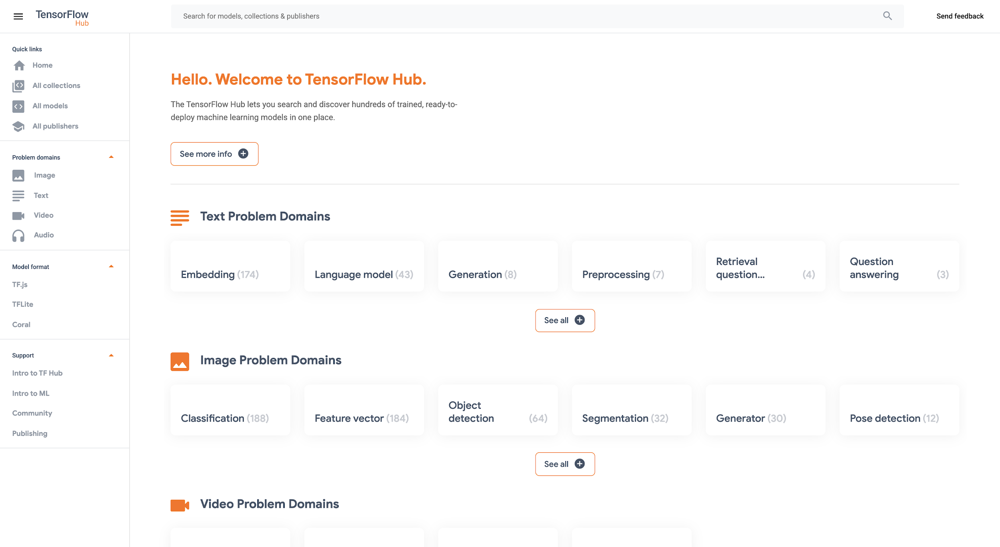 TensorFlow
Hub
Search for models, collections & publishers
Send feedback
Quick links
Home
All collections
All models
All publishers
Problem domains
Image
Text
Video
Audio
Model format
TF.js
TFLite
Coral
Support
Intro to TF Hub
Intro to ML
Community
Publishing
Hello. Welcome to TensorFlow Hub.
The TensorFlow Hub lets you search and discover hundreds of trained, ready-to-
deploy machine learning models in one place.
See more info
Text Problem Domains
Embedding (174)
Language model (43)
Generation (8)
Preprocessing (7)
Retrieval
question... (4)
Question
answering (3)
See all
Image Problem Domains
Classification (188)
Feature vector (184)
Object
detection (64)
Segmentation (32)
Generator (30)
Pose detection (12)
See all
Video Problem Domains